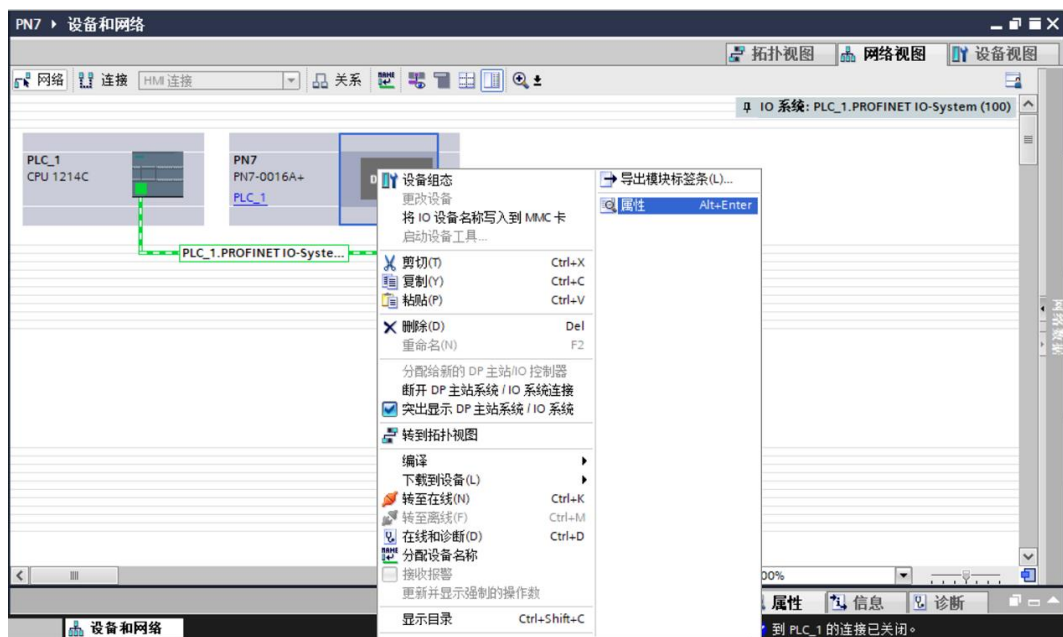 PN7 ▸ 设备和网络
拓扑视图 网络视图 设备视图
网络 连接 HMI 连接 关系
IO 系统: PLC_1.PROFINET IO-System (100)
PLC_1
CPU 1214C
PN7
PN7-0016A+
PLC_1
PLC_1.PROFINET IO-Syste...
D
设备组态
更改设备
将 IO 设备名称写入到 MMC 卡
启动设备工具...
剪切(T) Ctrl+X
复制(Y) Ctrl+C
粘贴(P) Ctrl+V
删除(D) Del
重命名(N) F2
分配给新的 DP 主站/IO 控制器
断开 DP 主站系统 / IO 系统连接
突出显示 DP 主站系统 / IO 系统
转到拓扑视图
编译
下载到设备(L)
转至在线(N) Ctrl+K
转至离线(F) Ctrl+M
在线和诊断(D) Ctrl+D
分配设备名称
接收报警
更新并显示强制的操作数
显示目录 Ctrl+Shift+C
导出模块标签条(L)...
属性 Alt+Enter
网络数据
00%
属性 信息 诊断
设备和网络
到 PLC_1 的连接已关闭。